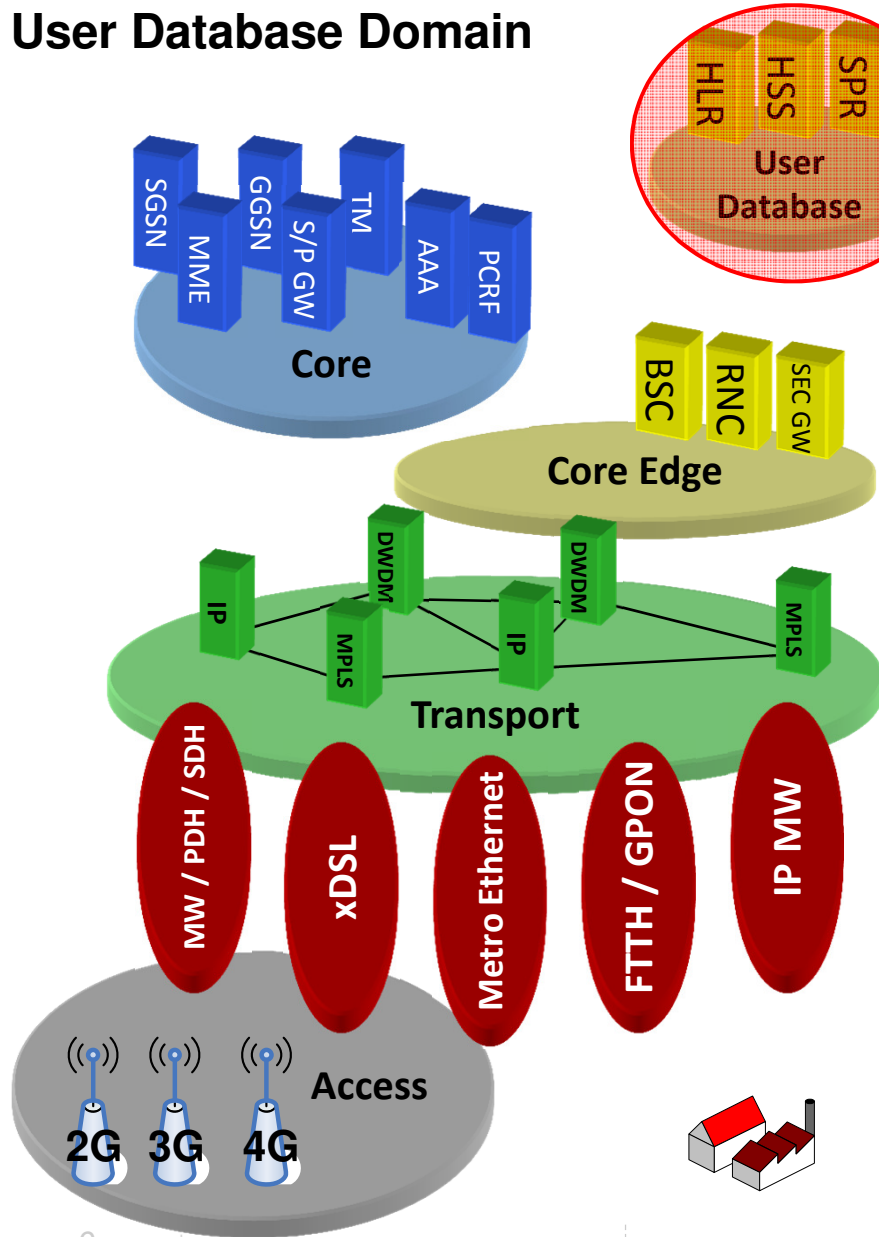 User Database Domain
HLR
HSS
SPR
User
Database
SGSN
GGSN
TM
MME
S/P GW
AAA
PCRF
Core
BSC
RNC
SEC GW
Core Edge
DWDM
DWDM
IP
IP
MPLS
MPLS
Transport
MW / PDH / SDH
xDSL
Metro Ethernet
FTTH / GPON
IP MW
Access
2G
3G
4G